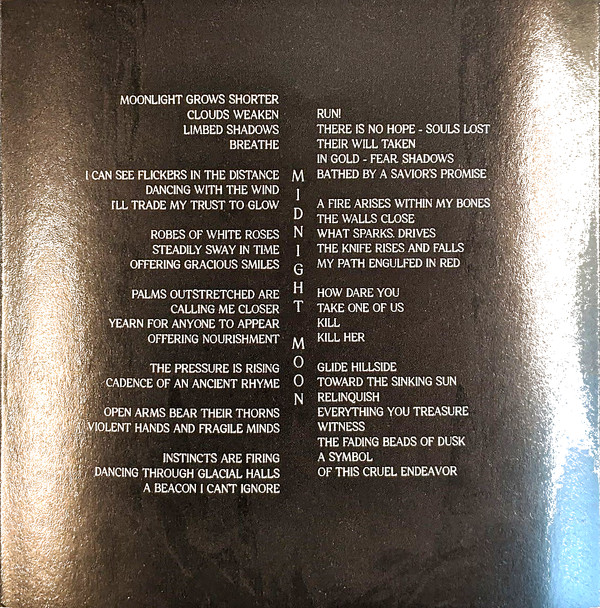 MOONLIGHT GROWS SHORTER
CLOUDS WEAKEN
LIMBED SHADOWS
BREATHE
I CAN SEE FLICKERS IN THE DISTANCE
DANCING WITH THE WIND
I'LL TRADE MY TRUST TO GLOW
ROBES OF WHITE ROSES
STEADILY SWAY IN TIME
OFFERING GRACIOUS SMILES
PALMS OUTSTRETCHED ARE
CALLING ME CLOSER
YEARN FOR ANYONE TO APPEAR
OFFERING NOURISHMENT
THE PRESSURE IS RISING
CADENCE OF AN ANCIENT RHYME
OPEN ARMS BEAR THEIR THORNS
VIOLENT HANDS AND FRAGILE MINDS
INSTINCTS ARE FIRING
DANCING THROUGH GLACIAL HALLS
A BEACON I CAN'T IGNORE
MIDNIGHT MOON
RUN!
THERE IS NO HOPE - SOULS LOST
THEIR WILL TAKEN
IN GOLD - FEAR. SHADOWS
BATHED BY A SAVIOR'S PROMISE
A FIRE ARISES WITHIN MY BONES
THE WALLS CLOSE
WHAT SPARKS. DRIVES
THE KNIFE RISES AND FALLS
MY PATH ENGULFED IN RED
HOW DARE YOU
TAKE ONE OF US
KILL
KILL HER
GLIDE HILLSIDE
TOWARD THE SINKING SUN
RELINQUISH
EVERYTHING YOU TREASURE
WITNESS
THE FADING BEADS OF DUSK
A SYMBOL
OF THIS CRUEL ENDEAVOR